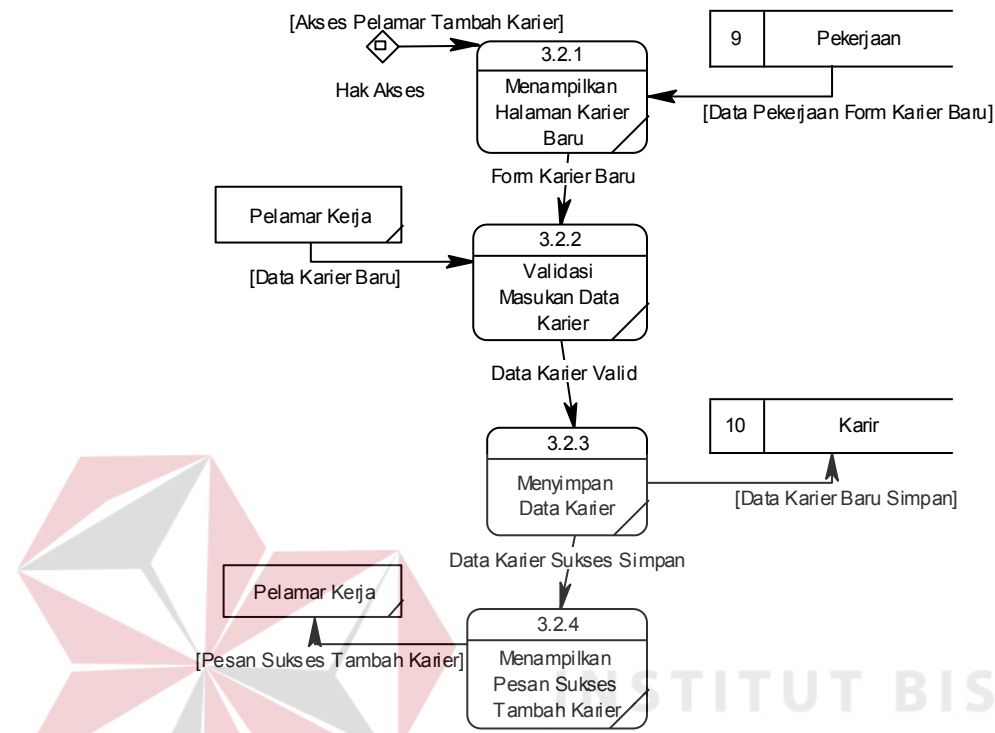 [Akses Pelamar Tambah Karier]
Hak Akses
3.2.1
Menampilkan
Halaman Karier
Baru
9
Pekerjaan
[Data Pekerjaan Form Karier Baru]
Form Karier Baru
Pelamar Kerja
[Data Karier Baru]
3.2.2
Validasi
Masukan Data
Karier
Data Karier Valid
3.2.3
Menyimpan
Data Karier
10
Karir
[Data Karier Baru Simpan]
Data Karier Sukses Simpan
Pelamar Kerja
[Pesan Sukses Tambah Karier]
3.2.4
Menampilkan
Pesan Sukses
Tambah Karier
INSTITUT BIS